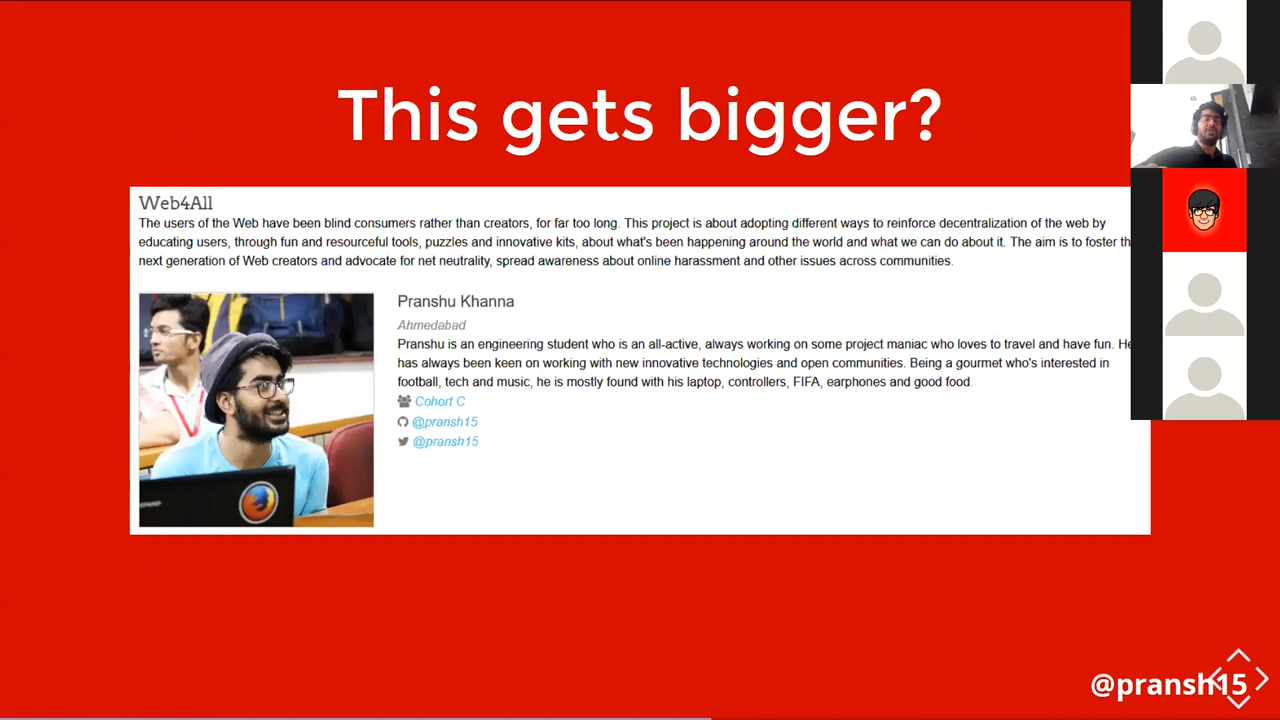 This gets bigger?
Web4All
The users of the Web have been blind consumers rather than creators, for far too long. This project is about adopting different ways to reinforce decentralization of the web by
educating users, through fun and resourceful tools, puzzles and innovative kits, about what's been happening around the world and what we can do about it. The aim is to foster th
next generation of Web creators and advocate for net neutrality, spread awareness about online harassment and other issues across communities.
Pranshu Khanna
Ahmedabad
Pranshu is an engineering student who is an all-active, always working on some project maniac who loves to travel and have fun. He
has always been keen on working with new innovative technologies and open communities. Being a gourmet who's interested in
football, tech and music, he is mostly found with his laptop, controllers, FIFA, earphones and good food.
Cohort C
@pransh15
@pransh15
@pransh15